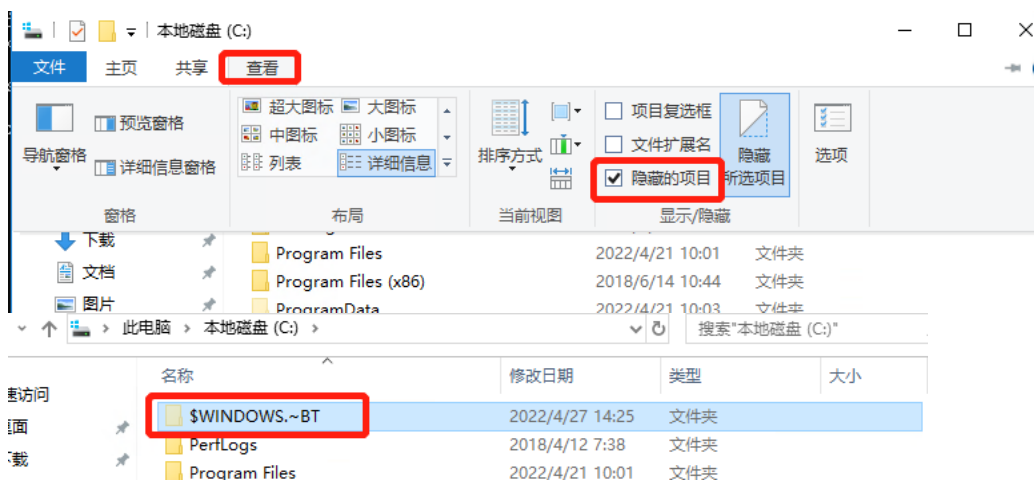 本地磁盘 (C:)
文件 主页 共享 查看
导航窗格 预览窗格 详细信息窗格
超大图标 大图标
中图标 小图标
列表 详细信息
排序方式
项目复选框
文件扩展名
隐藏的项目
隐藏
所选项目
选项
窗格 布局 当前视图 显示/隐藏
下载
文档
图片
Program Files 2022/4/21 10:01 文件夹
Program Files (x86) 2018/6/14 10:44 文件夹
ProgramData 2022/4/21 10:03 文件夹
此电脑 本地磁盘 (C:) 搜索"本地磁盘 (C:)"
名称 修改日期 类型 大小
速访问
$WINDOWS.~BT 2022/4/27 14:25 文件夹
PerfLogs 2018/4/12 7:38 文件夹
Program Files 2022/4/21 10:01 文件夹